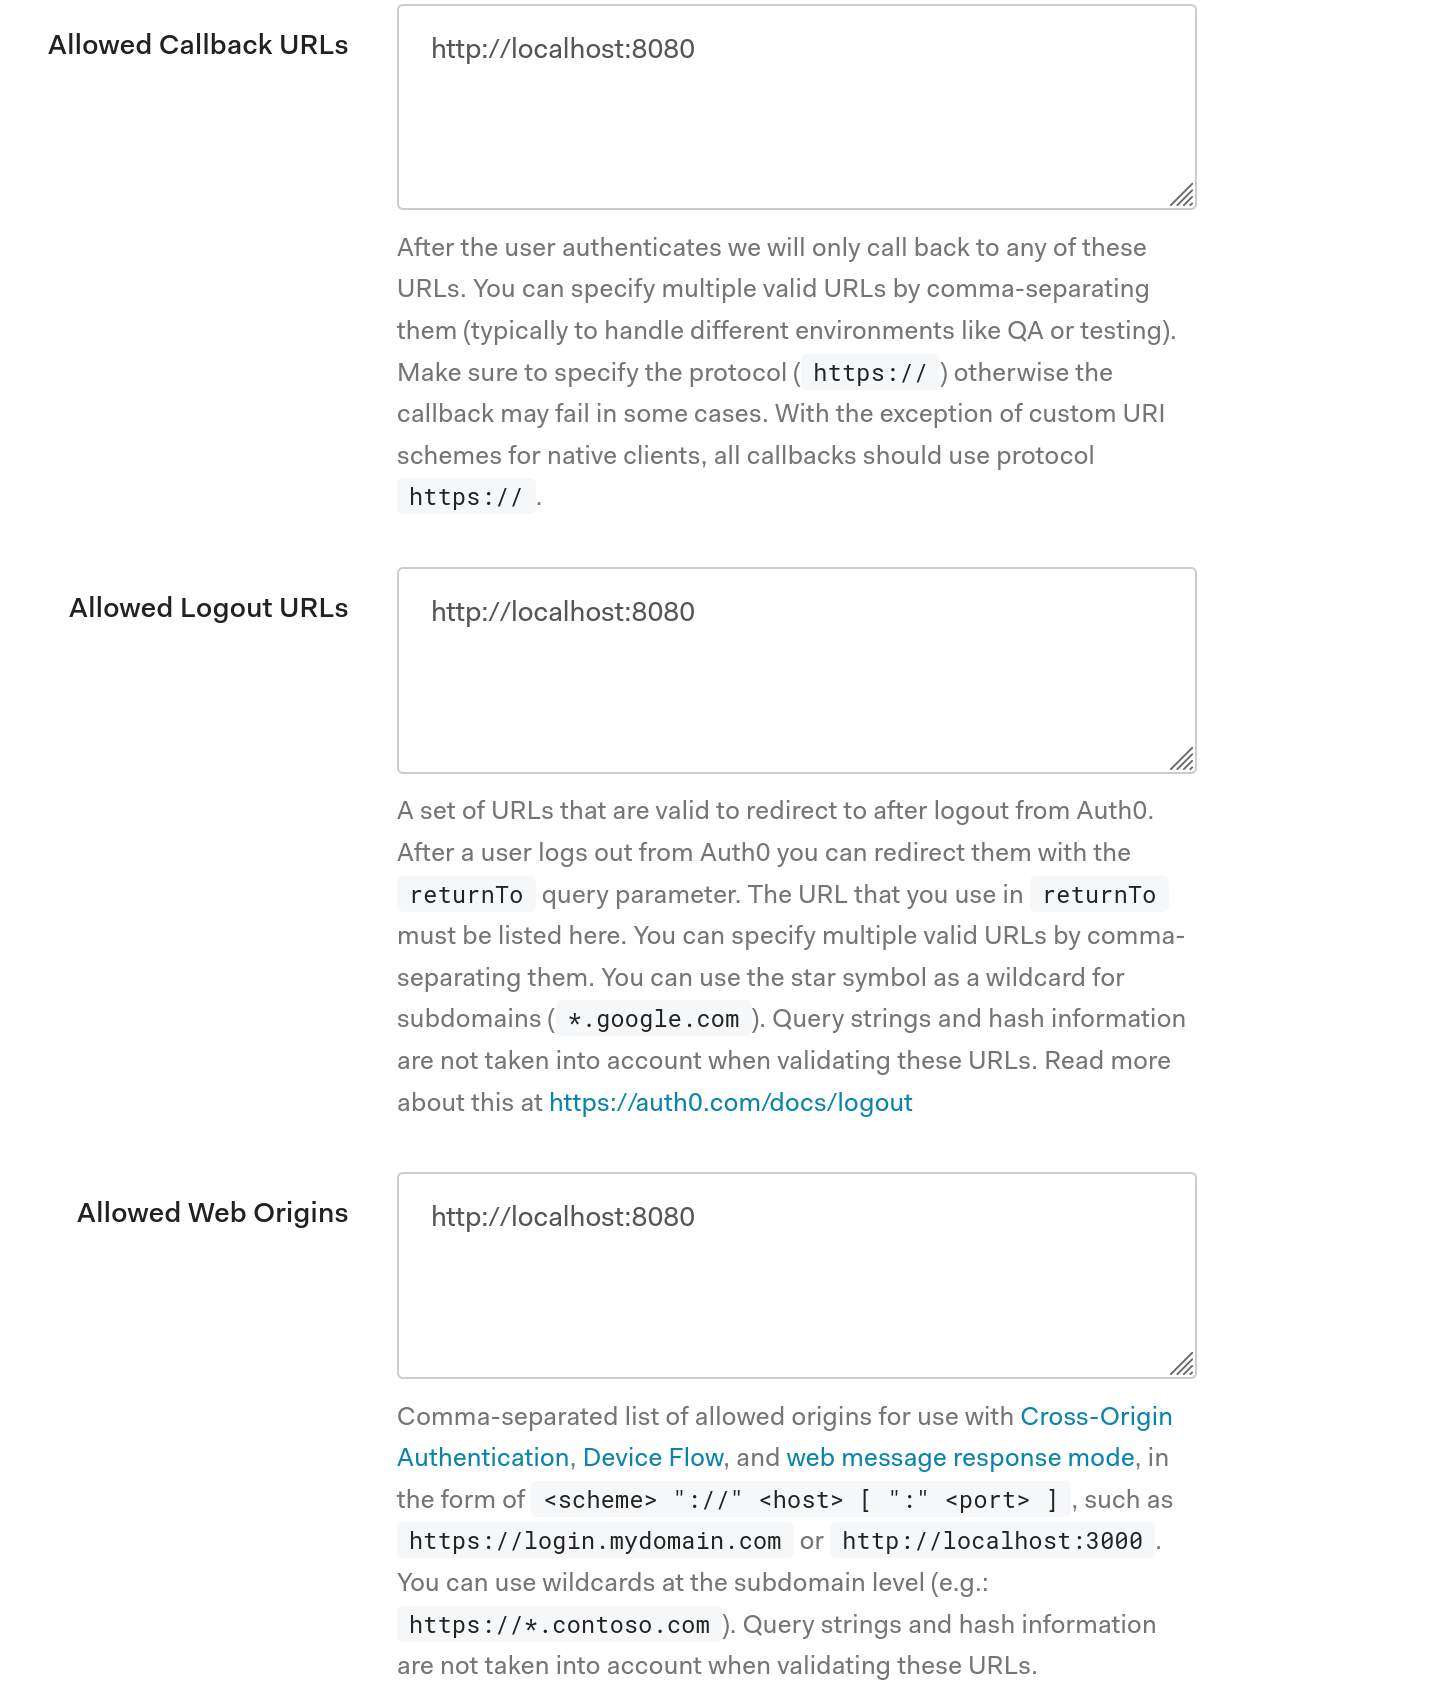 Allowed Callback URLs
http://localhost:8080
After the user authenticates we will only call back to any of these
URLs. You can specify multiple valid URLs by comma-separating
them (typically to handle different environments like QA or testing).
Make sure to specify the protocol ( https:// ) otherwise the
callback may fail in some cases. With the exception of custom URI
schemes for native clients, all callbacks should use protocol
https:// .
Allowed Logout URLs
http://localhost:8080
A set of URLs that are valid to redirect to after logout from Auth0.
After a user logs out from Auth0 you can redirect them with the
returnTo query parameter. The URL that you use in returnTo
must be listed here. You can specify multiple valid URLs by comma-
separating them. You can use the star symbol as a wildcard for
subdomains ( *.google.com ). Query strings and hash information
are not taken into account when validating these URLs. Read more
about this at https://auth0.com/docs/logout
Allowed Web Origins
http://localhost:8080
Comma-separated list of allowed origins for use with Cross-Origin
Authentication, Device Flow, and web message response mode, in
the form of <scheme> "://" <host> [ ":" <port> ] , such as
https://login.mydomain.com or http://localhost:3000 .
You can use wildcards at the subdomain level (e.g.:
https://*.contoso.com ). Query strings and hash information
are not taken into account when validating these URLs.